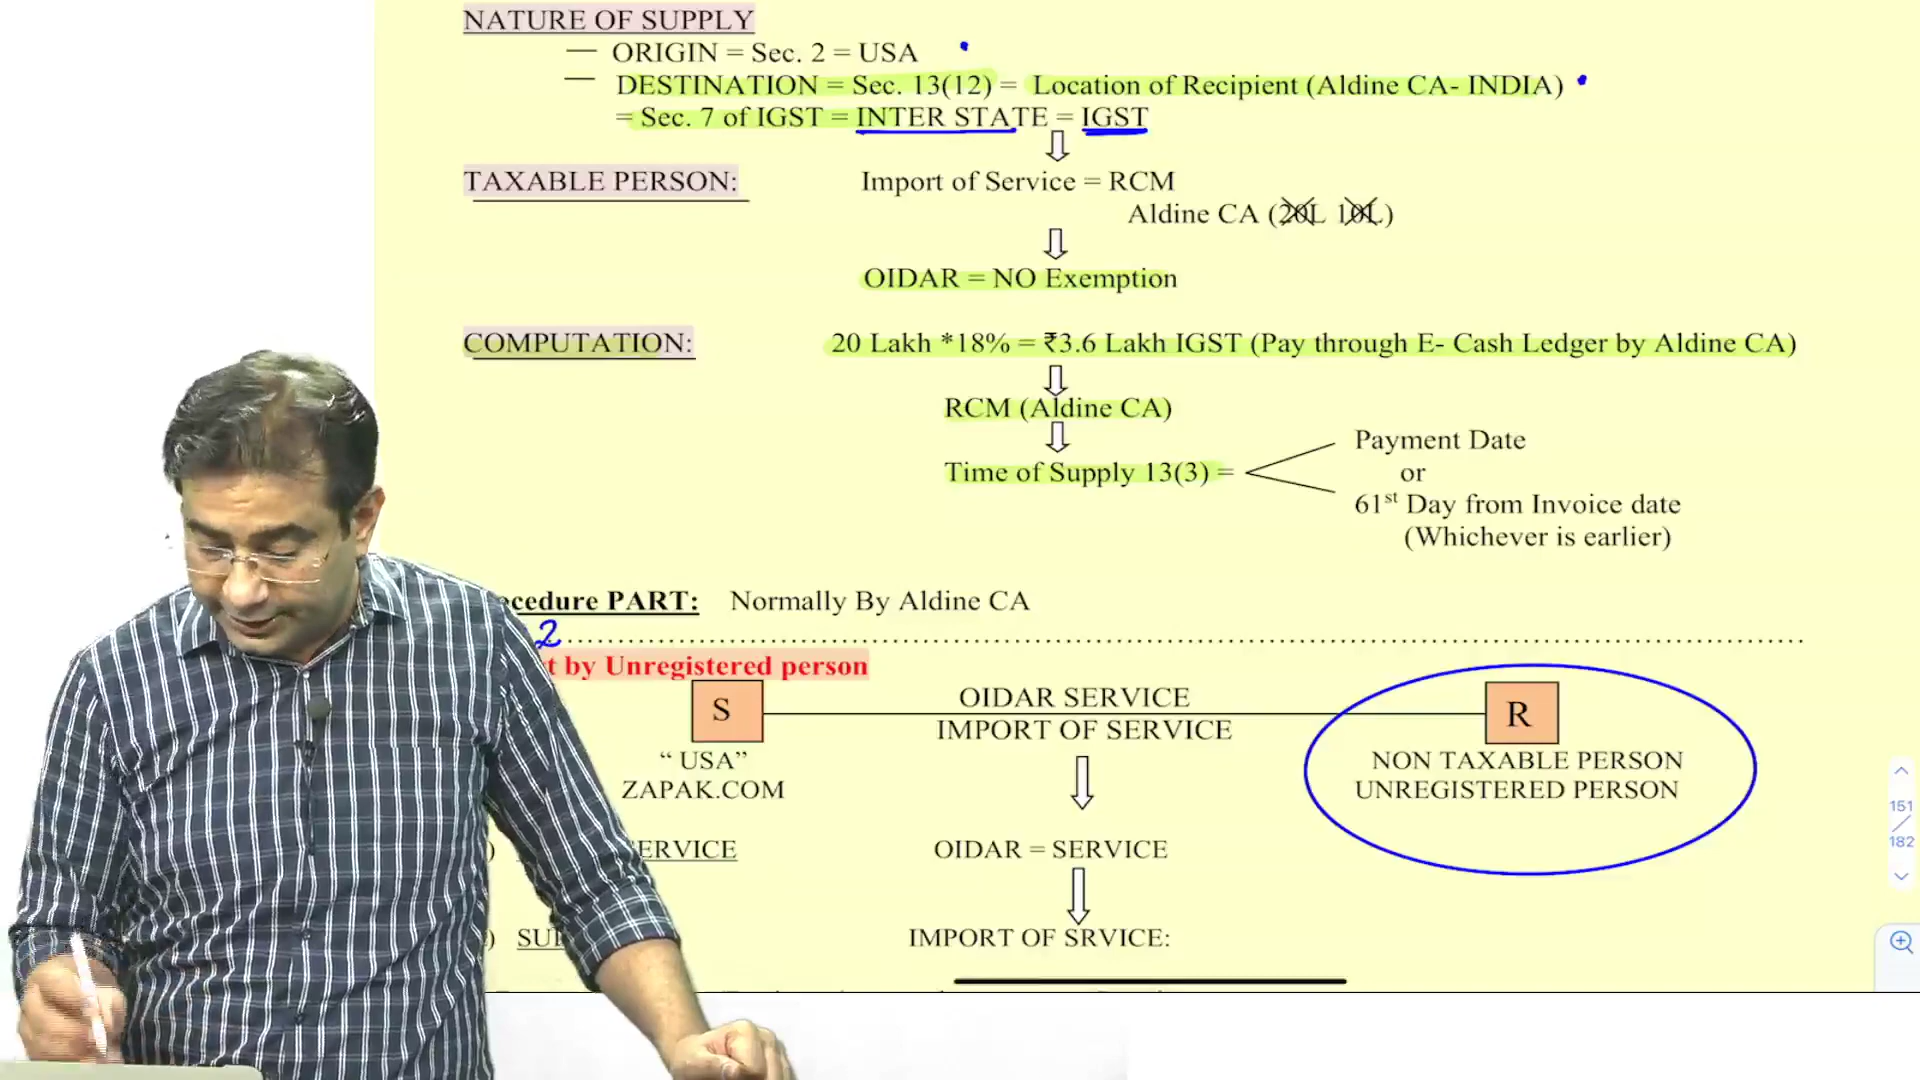 NATURE OF SUPPLY
— ORIGIN = Sec. 2 = USA
— DESTINATION = Sec. 13(12) = Location of Recipient (Aldine CA- INDIA)
= Sec. 7 of IGST = INTER STATE = IGST
TAXABLE PERSON: Import of Service = RCM
Aldine CA (20L 10L)
OIDAR = NO Exemption
COMPUTATION: 20 Lakh *18% = ₹3.6 Lakh IGST (Pay through E- Cash Ledger by Aldine CA)
RCM (Aldine CA)
Time of Supply 13(3) =
Payment Date
or
61st Day from Invoice date
(Whichever is earlier)
cedure PART: Normally By Aldine CA
2
t by Unregistered person
S OIDAR SERVICE R
IMPORT OF SERVICE
“ USA” NON TAXABLE PERSON
ZAPAK.COM UNREGISTERED PERSON
ERVICE OIDAR = SERVICE
SU IMPORT OF SRVICE:
151
/
182